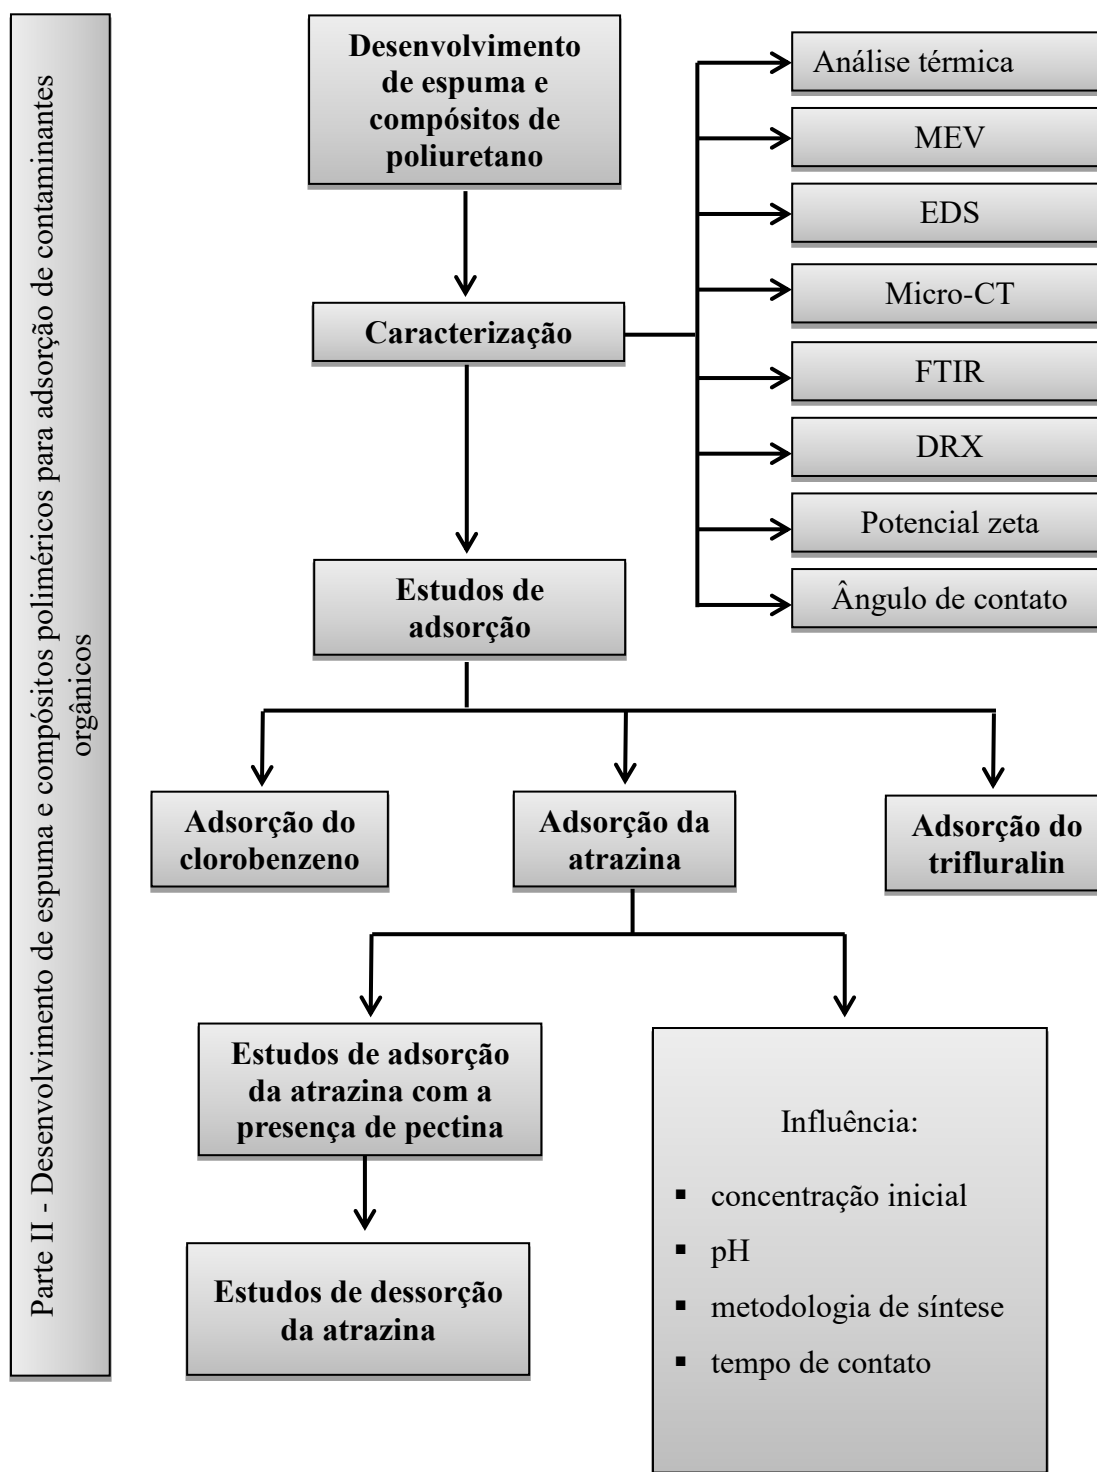 Parte II - Desenvolvimento de espuma e compósitos poliméricos para adsorção de contaminantes
orgânicos
Desenvolvimento
de espuma e
compósitos de
poliuretano
Caracterização
Análise térmica
MEV
EDS
Micro-CT
FTIR
DRX
Potencial zeta
Ângulo de contato
Estudos de
adsorção
Adsorção do
clorobenzeno
Adsorção da
atrazina
Adsorção do
trifluralin
Estudos de adsorção
da atrazina com a
presença de pectina
Estudos de dessorção
da atrazina
Influência:
▪ concentração inicial
▪ pH
▪ metodologia de síntese
▪ tempo de contato